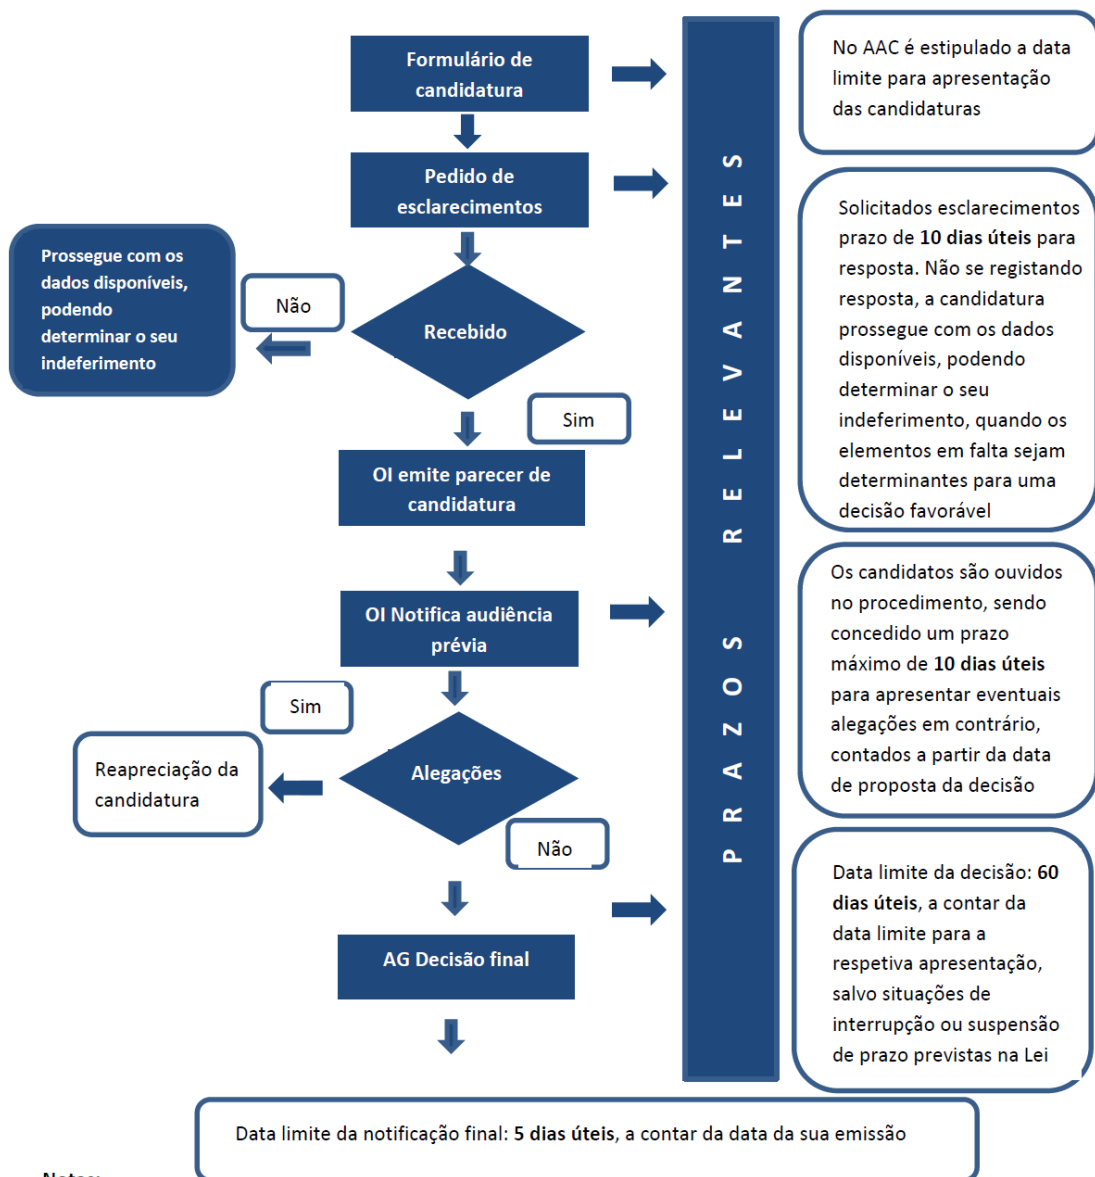 Formulário de
candidatura
No AAC é estipulado a data
limite para apresentação
das candidaturas
Pedido de
esclarecimentos
Solicitados esclarecimentos
prazo de 10 dias úteis para
resposta. Não se registando
resposta, a candidatura
prossegue com os dados
disponíveis, podendo
determinar o seu
indeferimento, quando os
elementos em falta sejam
determinantes para uma
decisão favorável
Prossegue com os
dados disponíveis,
podendo
determinar o seu
indeferimento
Não
Recebido
Sim
OI emite parecer de
candidatura
PRAZOS RELEVANTES
OI Notifica audiência
prévia
Os candidatos são ouvidos
no procedimento, sendo
concedido um prazo
máximo de 10 dias úteis
para apresentar eventuais
alegações em contrário,
contados a partir da data
de proposta da decisão
Sim
Reapreciação da
candidatura
Alegações
Não
AG Decisão final
Data limite da decisão: 60
dias úteis, a contar da
data limite para a
respetiva apresentação,
salvo situações de
interrupção ou suspensão
de prazo previstas na Lei
Data limite da notificação final: 5 dias úteis, a contar da data da sua emissão